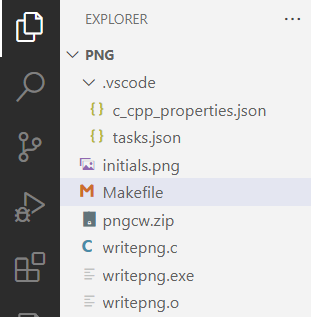 EXPLORER
PNG
.vscode
{} c_cpp_properties.json
{} tasks.json
initials.png
M Makefile
pngcw.zip
C writepng.c
writepng.exe
writepng.o